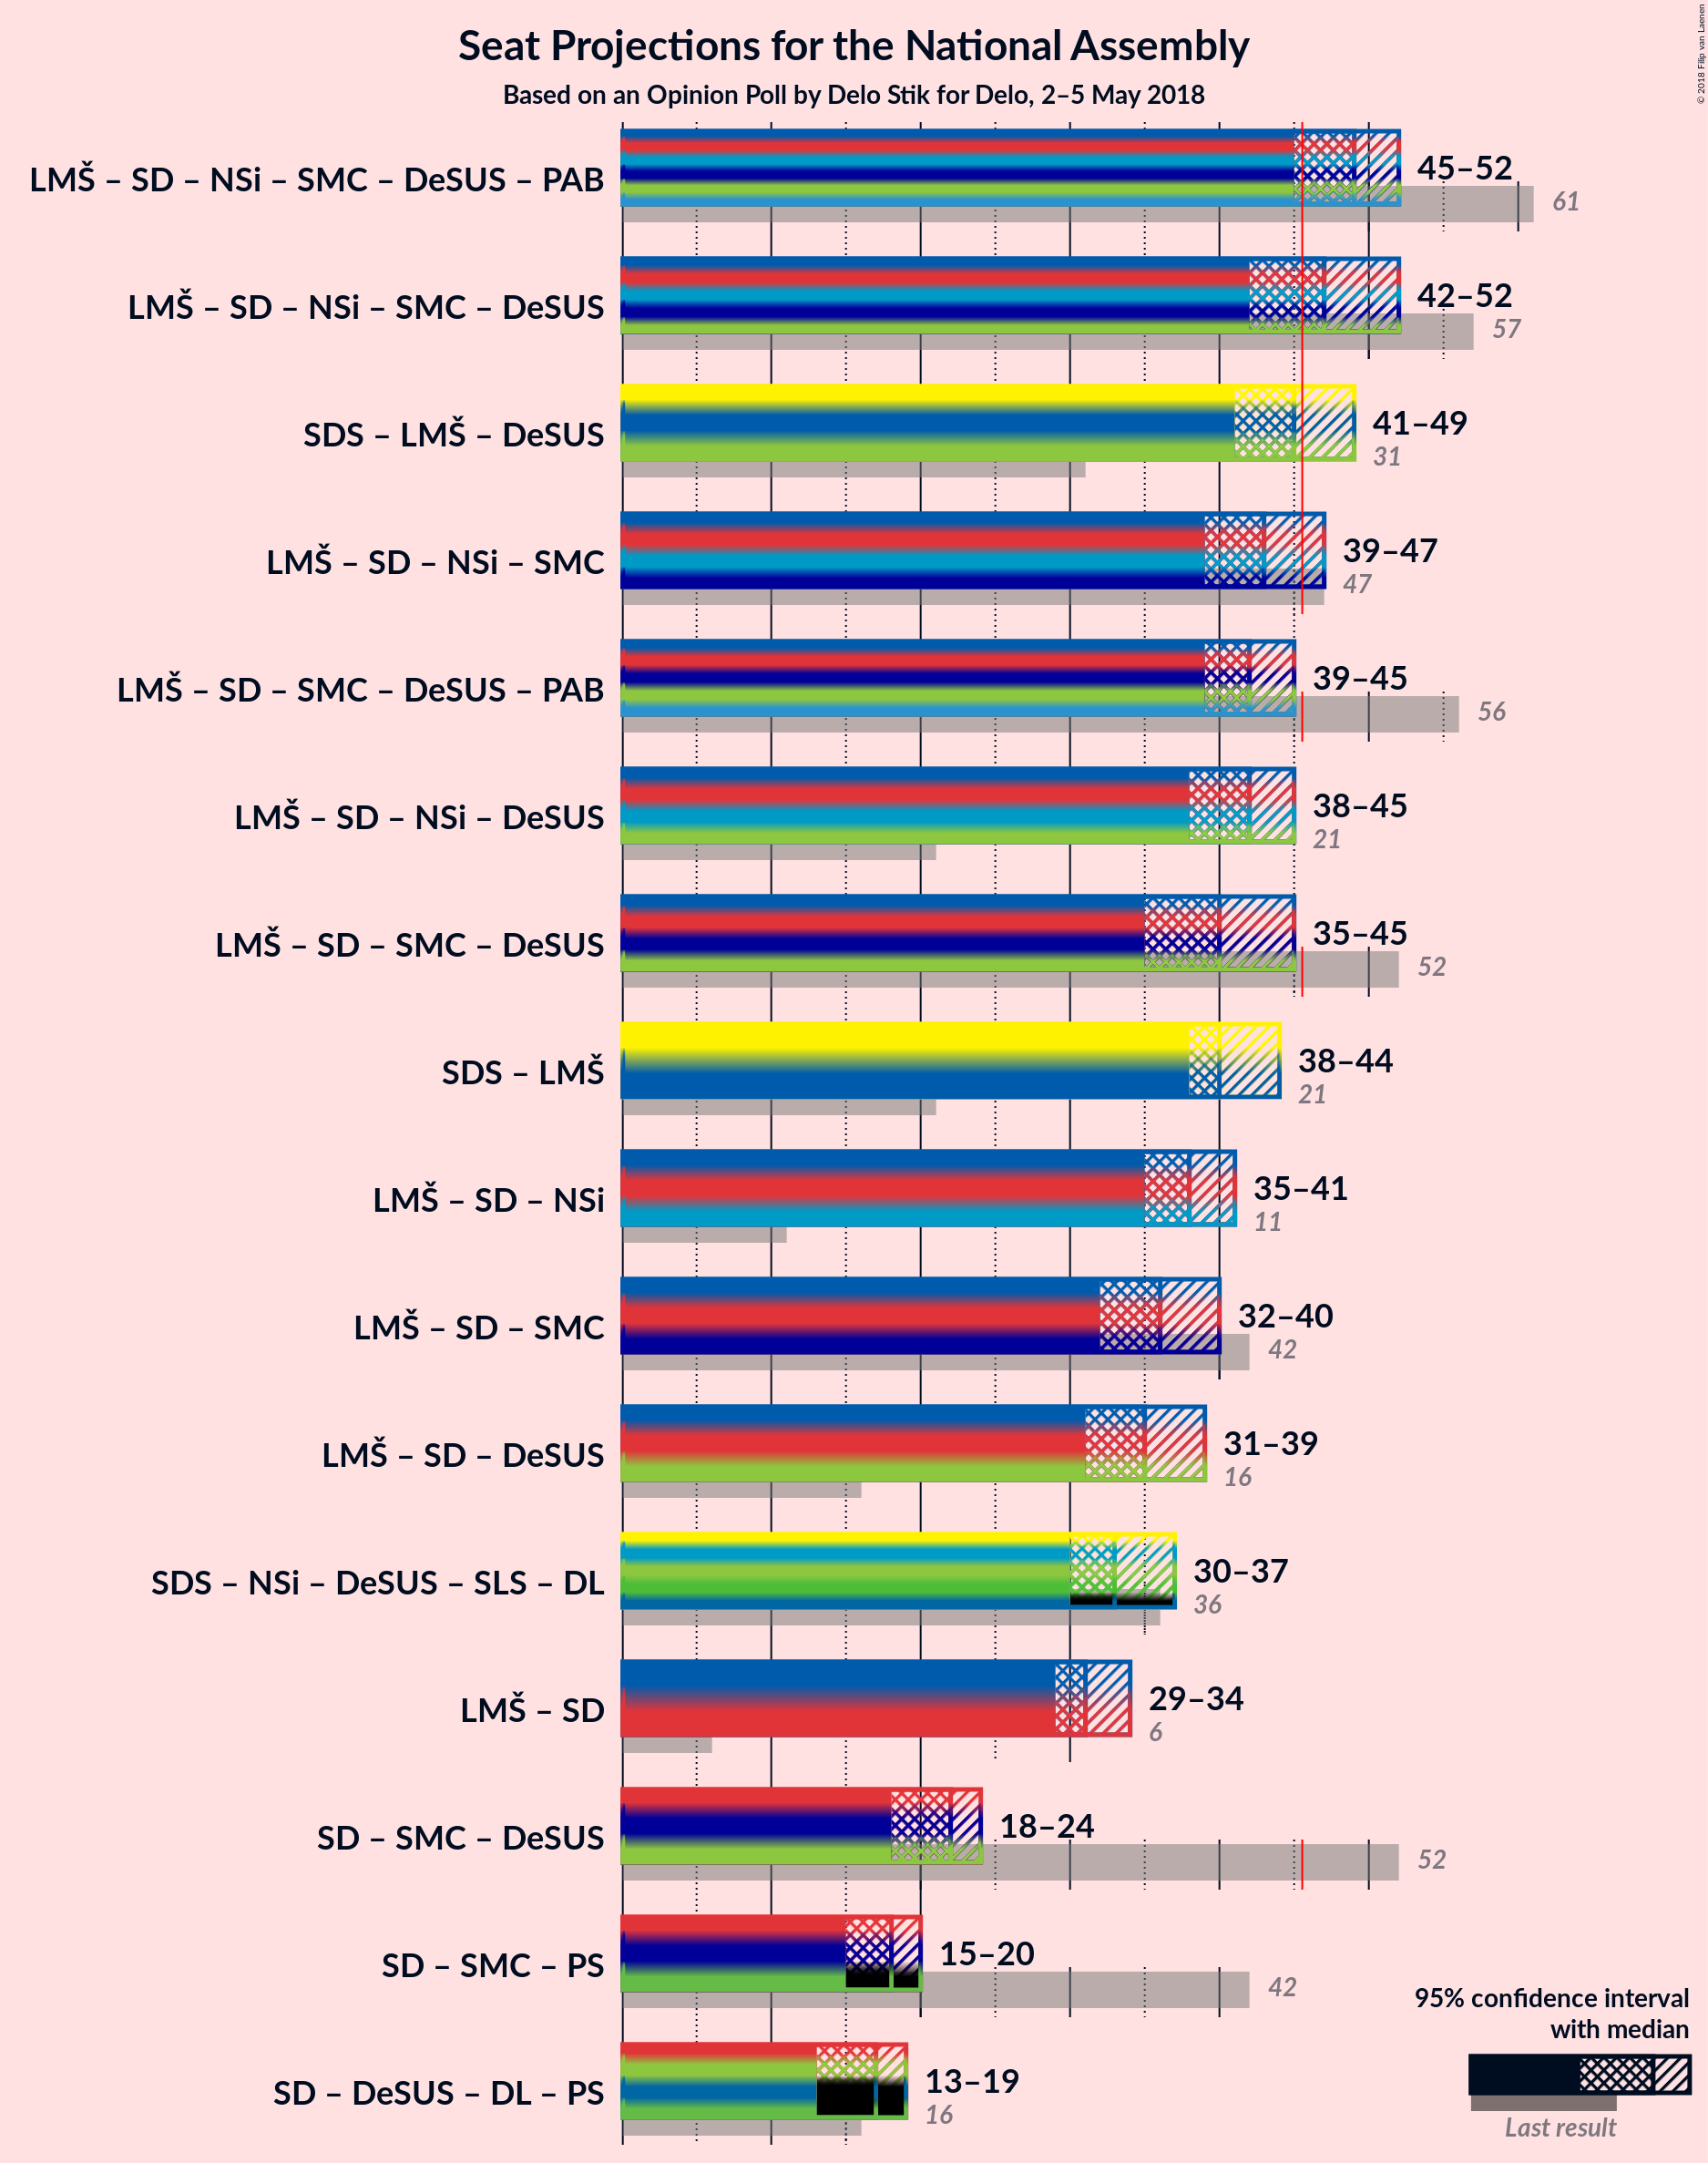 Seat Projections for the National Assembly
Based on an Opinion Poll by Delo Stik for Delo, 2–5 May 2018
© 2018 Filip van Laenen
LMŠ – SD – NSi – SMC – DeSUS – PAB
45–52
61
LMŠ – SD – NSi – SMC – DeSUS
42–52
57
SDS – LMŠ – DeSUS
41–49
31
LMŠ – SD – NSi – SMC
39–47
47
LMŠ – SD – SMC – DeSUS – PAB
39–45
56
LMŠ – SD – NSi – DeSUS
38–45
21
LMŠ – SD – SMC – DeSUS
35–45
52
SDS – LMŠ
38–44
21
LMŠ – SD – NSi
35–41
11
LMŠ – SD – SMC
32–40
42
LMŠ – SD – DeSUS
31–39
16
SDS – NSi – DeSUS – SLS – DL
30–37
36
LMŠ – SD
29–34
6
SD – SMC – DeSUS
18–24
52
SD – SMC – PS
15–20
42
SD – DeSUS – DL – PS
13–19
16
95% confidence interval
with median
Last result